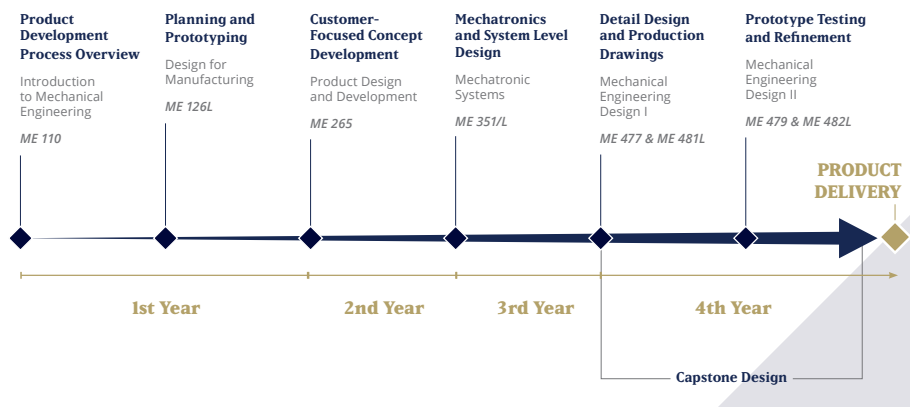 Product
Development
Process Overview
Introduction
to Mechanical
Engineering
ME 110
Planning and
Prototyping
Design for
Manufacturing
ME 126L
Customer-
Focused Concept
Development
Product Design
and Development
ME 265
Mechatronics
and System Level
Design
Mechatronic
Systems
ME 351/L
Detail Design
and Production
Drawings
Mechanical
Engineering
Design I
ME 477 & ME 481L
Prototype Testing
and Refinement
Mechanical
Engineering
Design II
ME 479 & ME 482L
PRODUCT
DELIVERY
1st Year
2nd Year
3rd Year
4th Year
Capstone Design